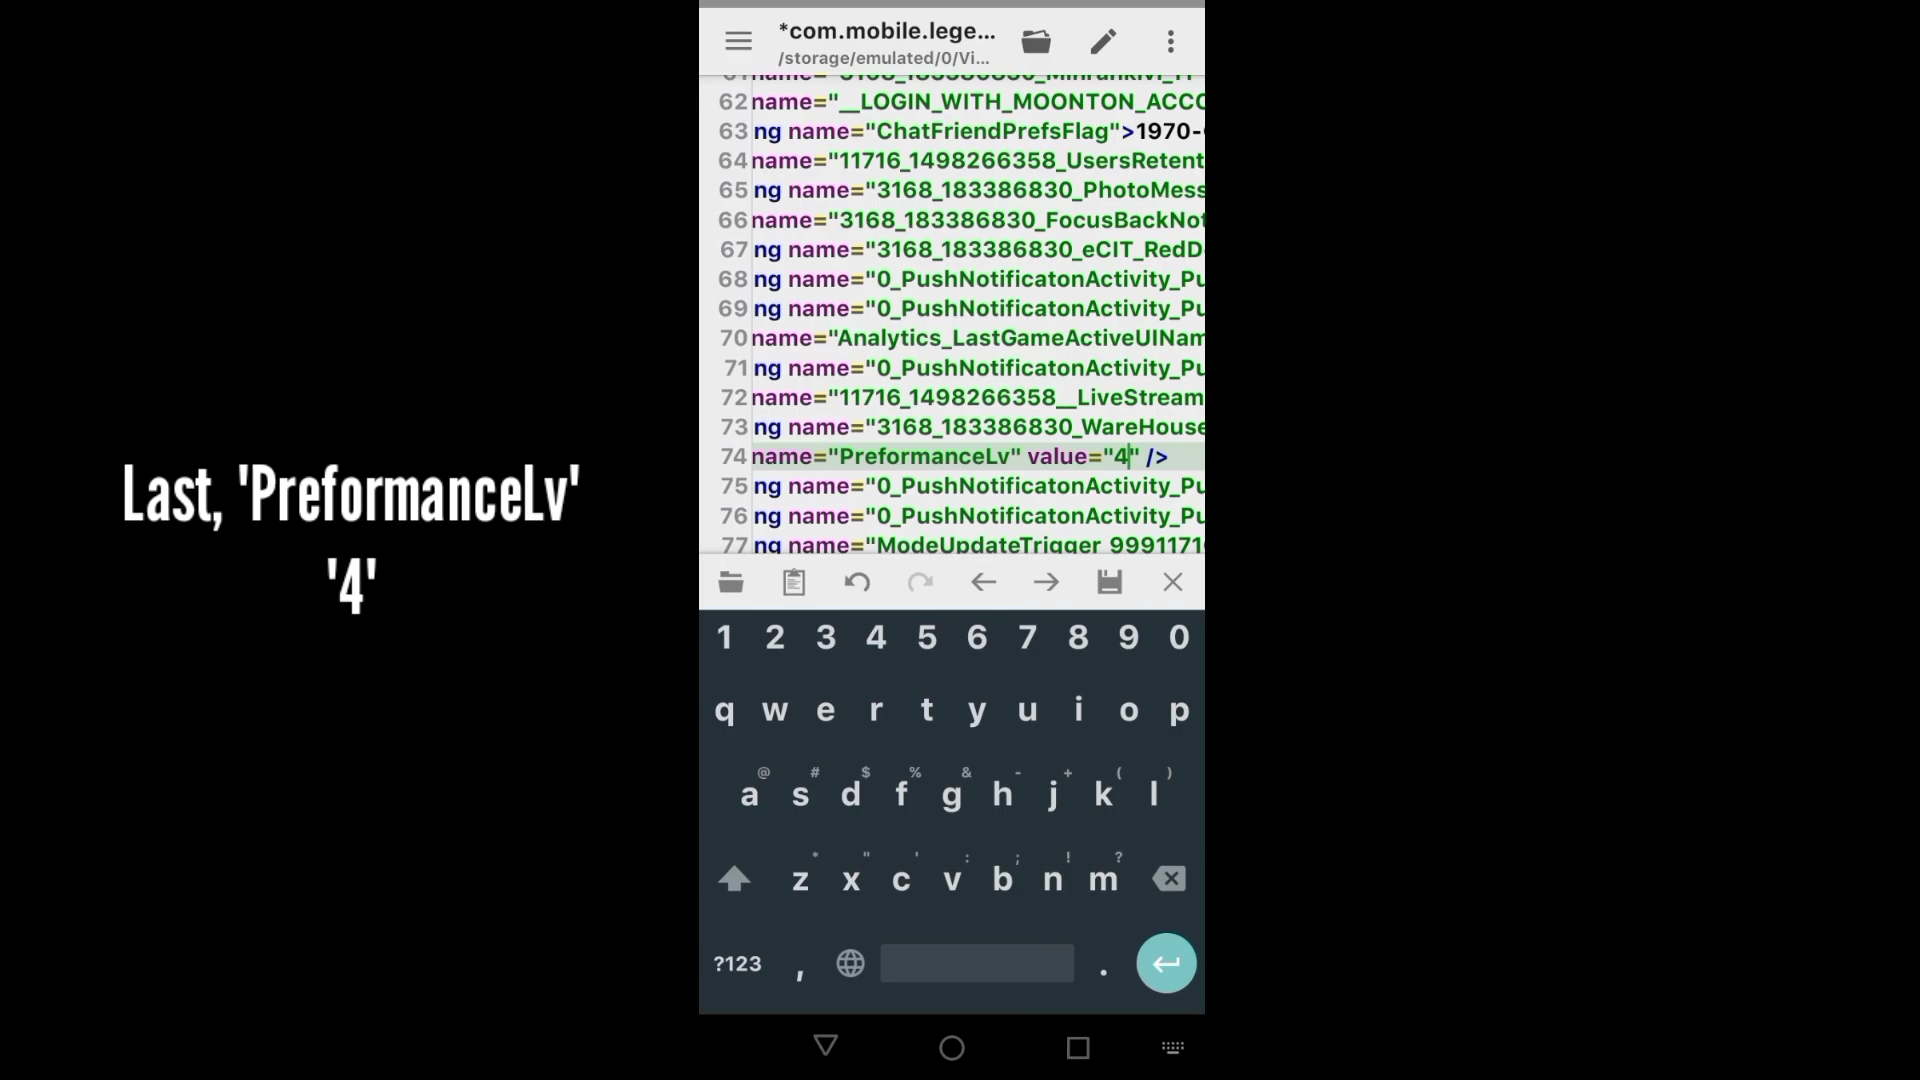 Last, 'PreformanceLv'
'4'
*com.mobile.lege...
/storage/emulated/0/Vi...
62 name="__LOGIN_WITH_MOONTON_ACCO
63 ng name="ChatFriendPrefsFlag">1970-
64 name="11716_1498266358_UsersRetent
65 ng name="3168_183386830_PhotoMess
66 name="3168_183386830_FocusBackNot
67 ng name="3168_183386830_eCIT_RedD
68 ng name="0_PushNotificatonActivity_Pu
69 ng name="0_PushNotificatonActivity_Pu
70 name="Analytics_LastGameActiveUINam
71 ng name="0_PushNotificatonActivity_Pu
72 name="11716_1498266358__LiveStream
73 ng name="3168_183386830_WareHouse
74 name="PreformanceLv" value="4" />
75 ng name="0_PushNotificatonActivity_Pu
76 ng name="0_PushNotificatonActivity_Pu
77 ng name="ModeUpdateTrigger_9991171
1 2 3 4 5 6 7 8 9 0
q w e r t y u i o p
@ # $ % & - + ( )
a s d f g h j k l
* " ' : ; ! ?
z x c v b n m
?123 , .